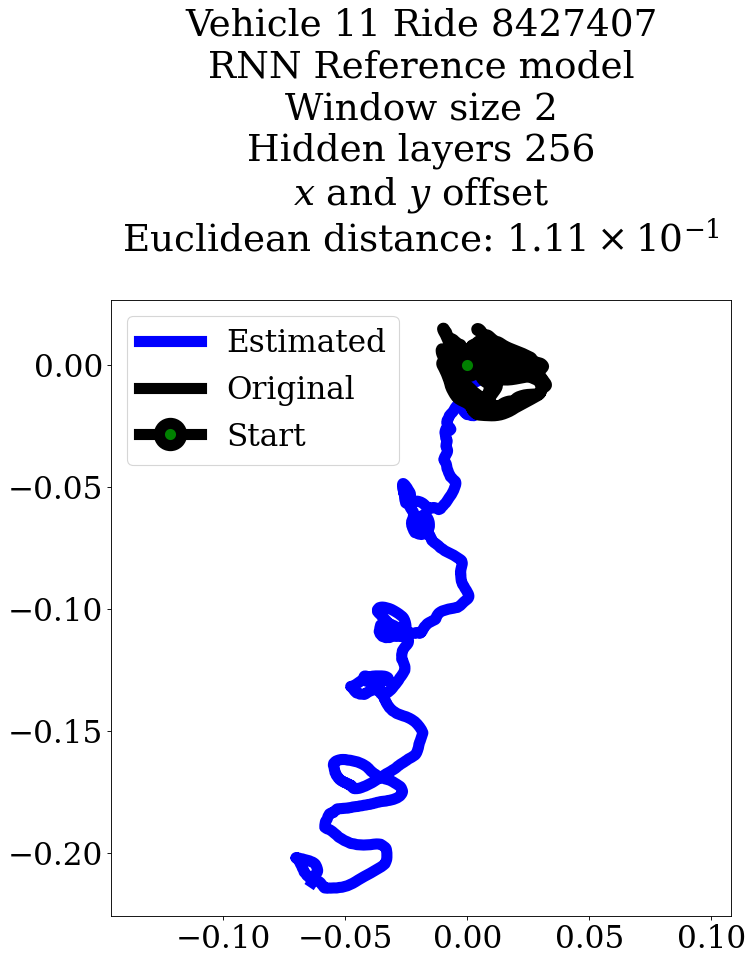 Vehicle 11 Ride 8427407
RNN Reference model
Window size 2
Hidden layers 256
x and y offset
Euclidean distance: 1.11 × 10⁻¹
Estimated
Original
Start
0.00
−0.05
−0.10
−0.15
−0.20
−0.10 −0.05 0.00 0.05 0.10